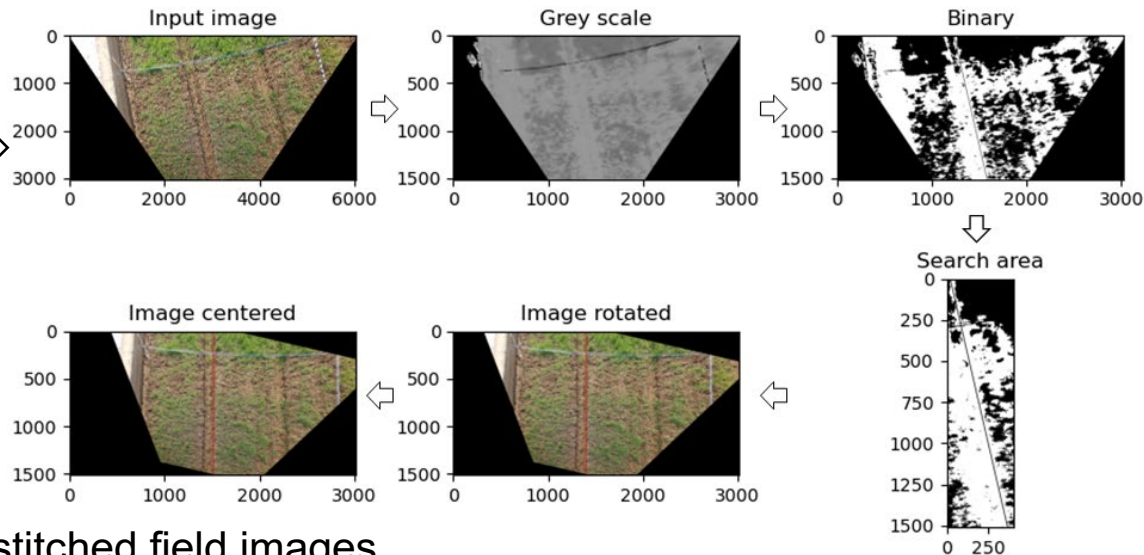 Input image
Grey scale
Binary
0
1000
2000
3000
0 2000 4000 6000
0
500
1000
1500
0 1000 2000 3000
0
500
1000
1500
0 1000 2000 3000
Search area
0
250
500
750
1000
1250
1500
0 250
Image centered
Image rotated
0
500
1000
1500
0 1000 2000 3000
0
500
1000
1500
0 1000 2000 3000
stitched field images